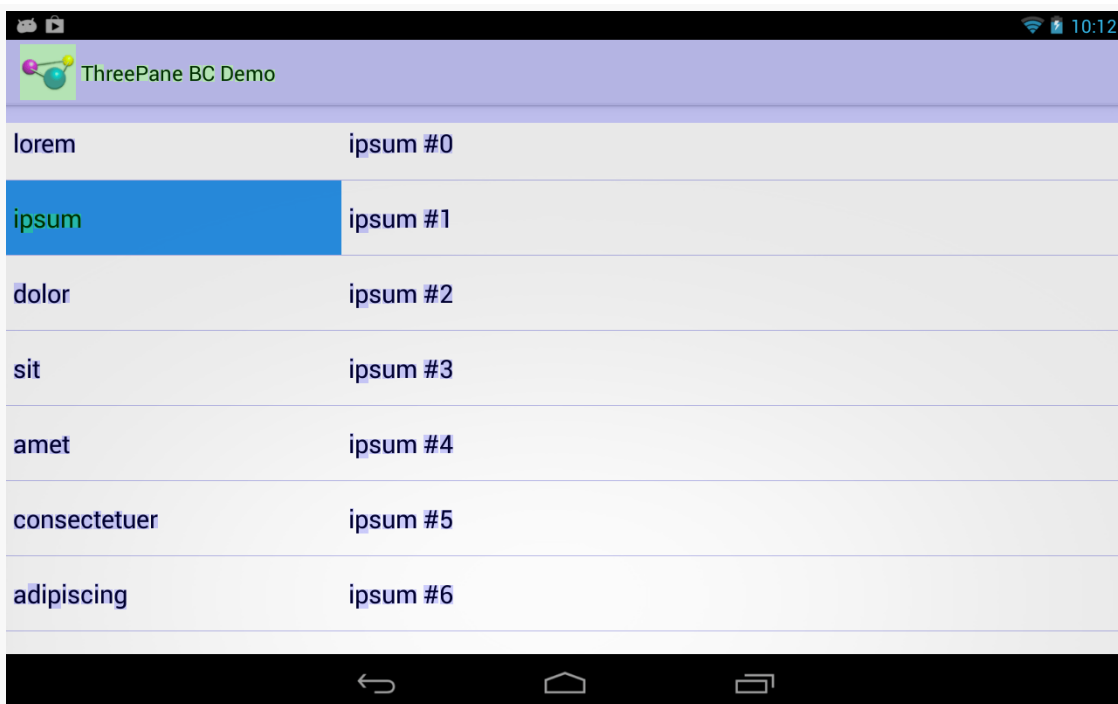 10:12
ThreePane BC Demo
lorem ipsum #0
ipsum ipsum #1
dolor ipsum #2
sit ipsum #3
amet ipsum #4
consectetuer ipsum #5
adipiscing ipsum #6